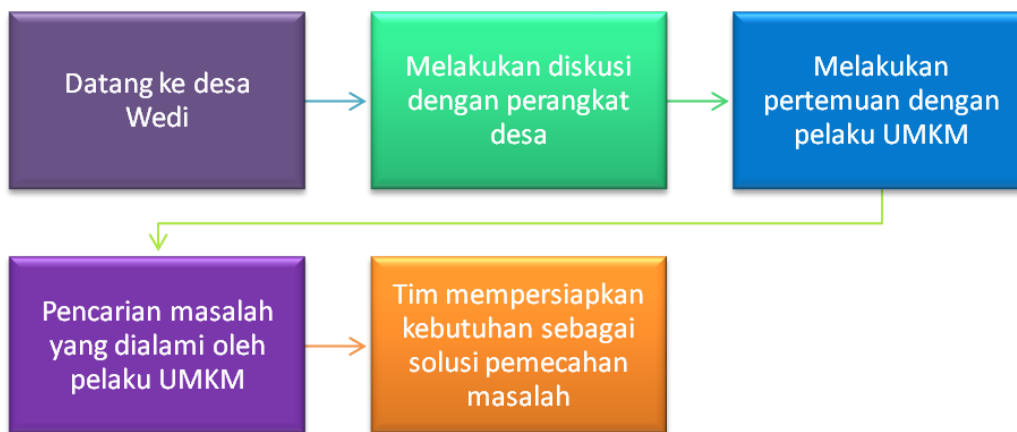 Datang ke desa
Wedi
Melakukan diskusi
dengan perangkat
desa
Melakukan
pertemuan dengan
pelaku UMKM
Pencarian masalah
yang dialami oleh
pelaku UMKM
Tim mempersiapkan
kebutuhan sebagai
solusi pemecahan
masalah